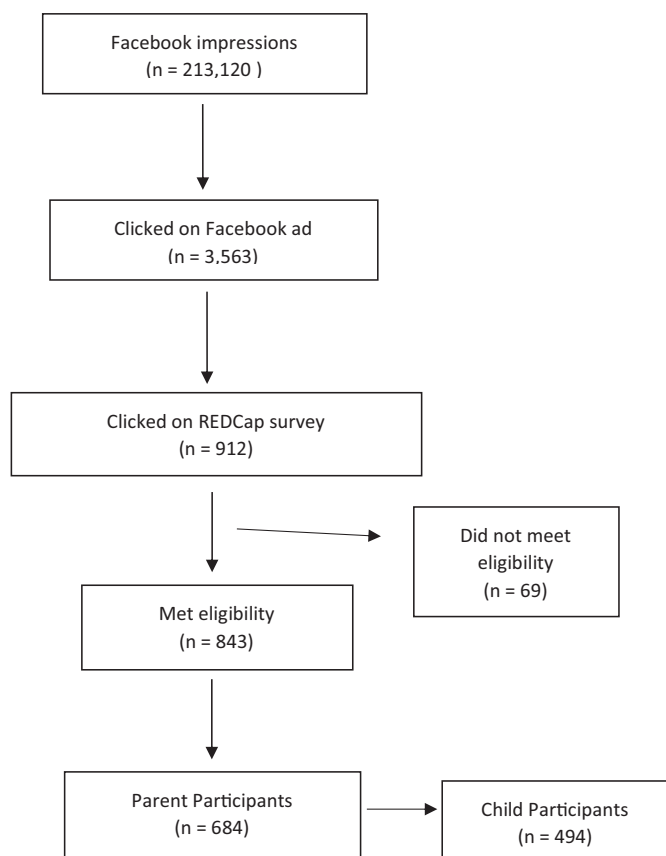 Facebook impressions
(n = 213,120 )
Clicked on Facebook ad
(n = 3,563)
Clicked on REDCap survey
(n = 912)
Did not meet
eligibility
(n = 69)
Met eligibility
(n = 843)
Parent Participants
(n = 684)
Child Participants
(n = 494)